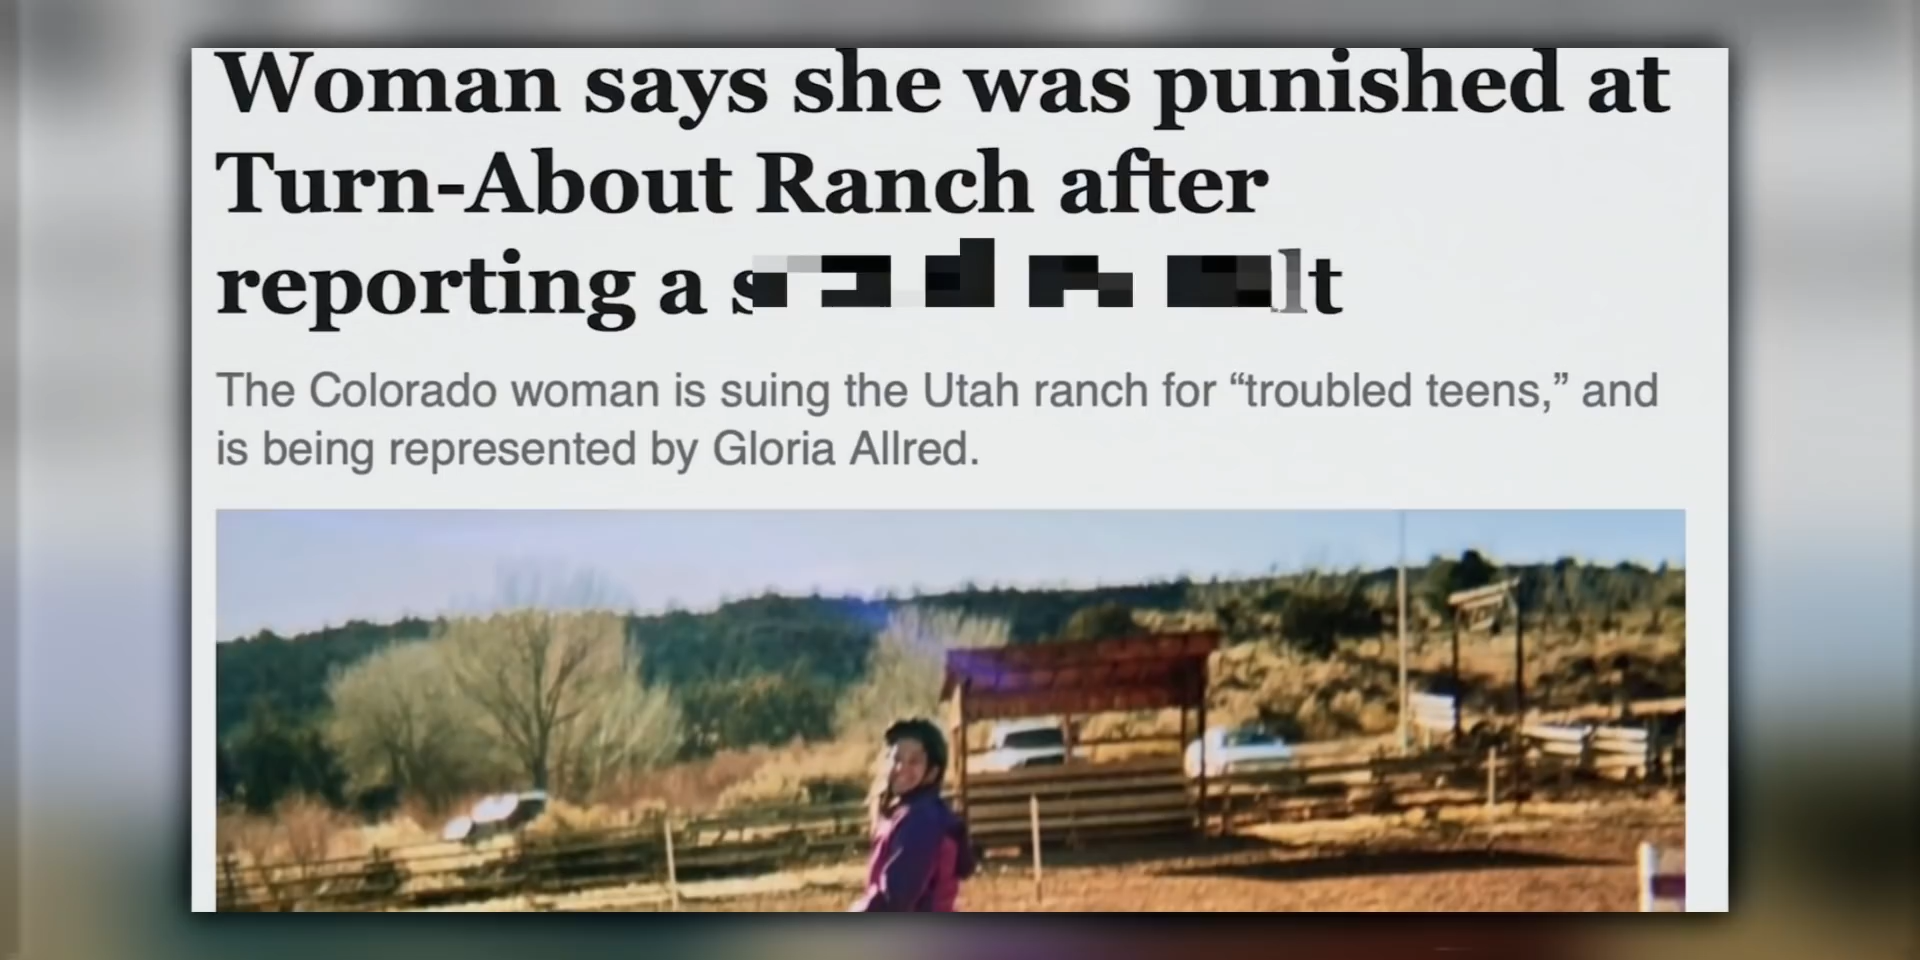 Woman says she was punished at
Turn-About Ranch after
reporting a
The Colorado woman is suing the Utah ranch for “troubled teens,” and
is being represented by Gloria Allred.